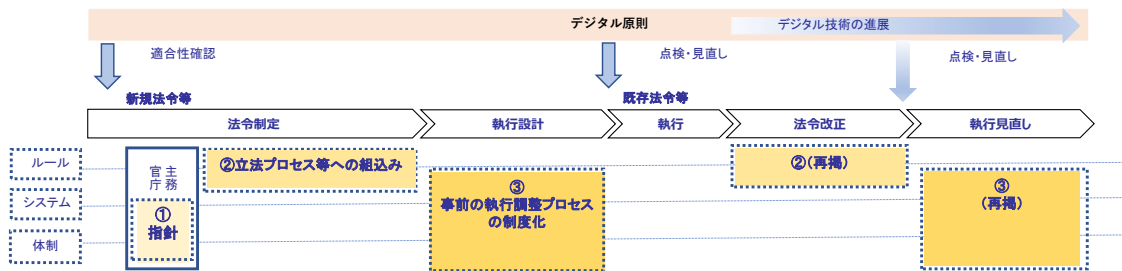 デジタル原則
デジタル技術の進展
適合性確認
点検・見直し
点検・見直し
新規法令等
既存法令等
法令制定
執行設計
執行
法令改正
執行見直し
ルール
システム
体制
官庁
主務
①
指針
②立法プロセス等への組込み
③
事前の執行調整プロセス
の制度化
②(再掲)
③
(再掲)